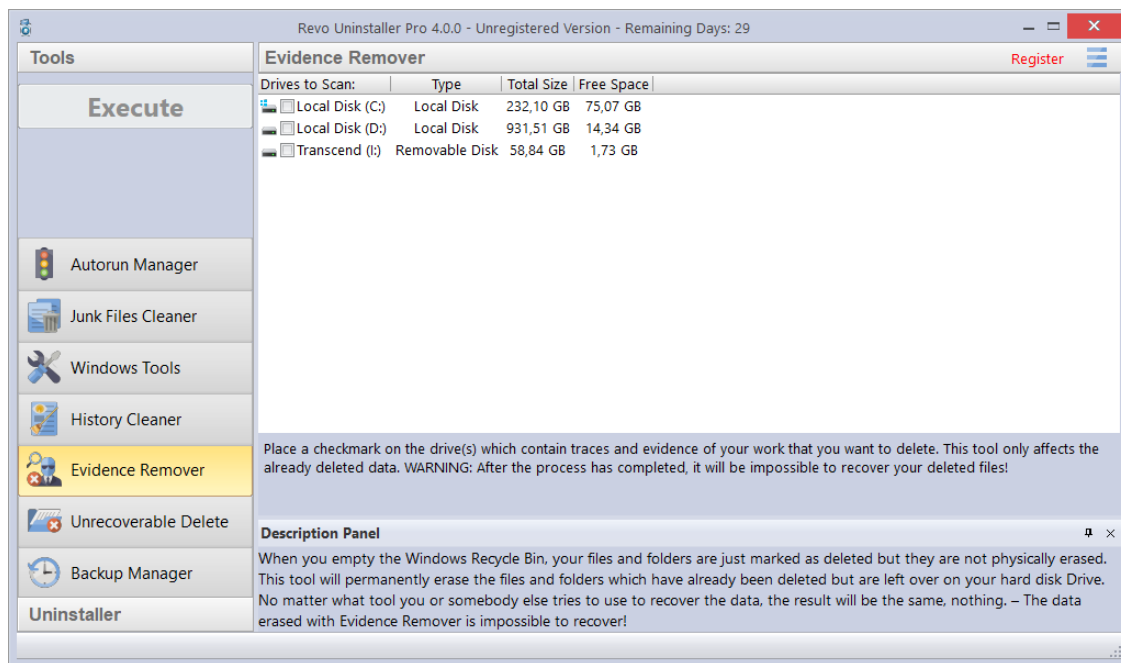 Revo Uninstaller Pro 4.0.0 - Unregistered Version - Remaining Days: 29
Tools
Evidence Remover
Register
Execute
Drives to Scan: Type Total Size Free Space
Local Disk (C:) Local Disk 232,10 GB 75,07 GB
Local Disk (D:) Local Disk 931,51 GB 14,34 GB
Transcend (I:) Removable Disk 58,84 GB 1,73 GB
Autorun Manager
Junk Files Cleaner
Windows Tools
History Cleaner
Evidence Remover
Unrecoverable Delete
Backup Manager
Uninstaller
Place a checkmark on the drive(s) which contain traces and evidence of your work that you want to delete. This tool only affects the
already deleted data. WARNING: After the process has completed, it will be impossible to recover your deleted files!
Description Panel
When you empty the Windows Recycle Bin, your files and folders are just marked as deleted but they are not physically erased.
This tool will permanently erase the files and folders which have already been deleted but are left over on your hard disk Drive.
No matter what tool you or somebody else tries to use to recover the data, the result will be the same, nothing. – The data
erased with Evidence Remover is impossible to recover!